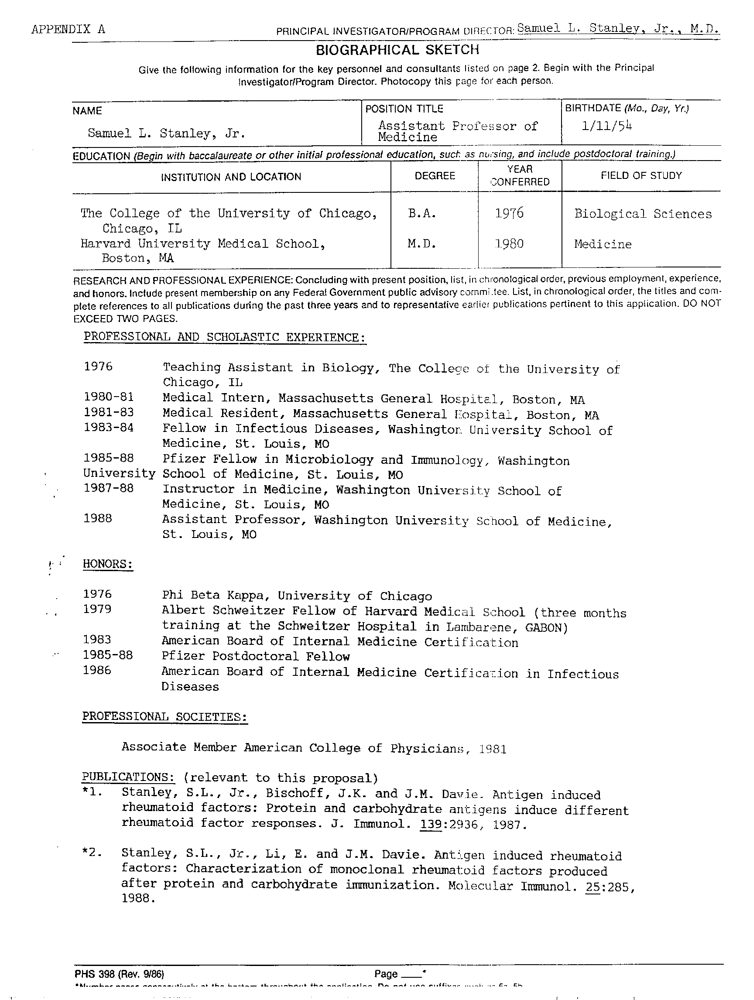 APPENDIX A
PRINCIPAL INVESTIGATOR/PROGRAM DIRECTOR: Samuel L. Stanley, Jr., M.D.
BIOGRAPHICAL SKETCH
Give the following information for the key personnel and consultants listed on page 2. Begin with the Principal
Investigator/Program Director. Photocopy this page for each person.
NAME
Samuel L. Stanley, Jr.
POSITION TITLE
Assistant Professor of
Medicine
BIRTHDATE (Mo., Day, Yr.)
1/11/54
EDUCATION (Begin with baccalaureate or other initial professional education, such as nursing, and include postdoctoral training.)
INSTITUTION AND LOCATION DEGREE YEAR CONFERRED FIELD OF STUDY
The College of the University of Chicago, B.A. 1976 Biological Sciences
Chicago, IL
Harvard University Medical School, M.D. 1980 Medicine
Boston, MA
RESEARCH AND PROFESSIONAL EXPERIENCE: Concluding with present position, list, in chronological order, previous employment, experience,
and honors. Include present membership on any Federal Government public advisory committee. List, in chronological order, the titles and com-
plete references to all publications during the past three years and to representative earlier publications pertinent to this application. DO NOT
EXCEED TWO PAGES.
PROFESSIONAL AND SCHOLASTIC EXPERIENCE:
1976 Teaching Assistant in Biology, The College of the University of
Chicago, IL
1980-81 Medical Intern, Massachusetts General Hospital, Boston, MA
1981-83 Medical Resident, Massachusetts General Hospital, Boston, MA
1983-84 Fellow in Infectious Diseases, Washington University School of
Medicine, St. Louis, MO
1985-88 Pfizer Fellow in Microbiology and Immunology, Washington
University School of Medicine, St. Louis, MO
1987-88 Instructor in Medicine, Washington University School of
Medicine, St. Louis, MO
1988 Assistant Professor, Washington University School of Medicine,
St. Louis, MO
HONORS:
1976 Phi Beta Kappa, University of Chicago
1979 Albert Schweitzer Fellow of Harvard Medical School (three months
training at the Schweitzer Hospital in Lambarene, GABON)
1983 American Board of Internal Medicine Certification
1985-88 Pfizer Postdoctoral Fellow
1986 American Board of Internal Medicine Certification in Infectious
Diseases
PROFESSIONAL SOCIETIES:
Associate Member American College of Physicians, 1981
PUBLICATIONS: (relevant to this proposal)
*1. Stanley, S.L., Jr., Bischoff, J.K. and J.M. Davie. Antigen induced
rheumatoid factors: Protein and carbohydrate antigens induce different
rheumatoid factor responses. J. Immunol. 139:2936, 1987.
*2. Stanley, S.L., Jr., Li, E. and J.M. Davie. Antigen induced rheumatoid
factors: Characterization of monoclonal rheumatoid factors produced
after protein and carbohydrate immunization. Molecular Immunol. 25:285,
1988.
PHS 398 (Rev. 9/86) Page ___*